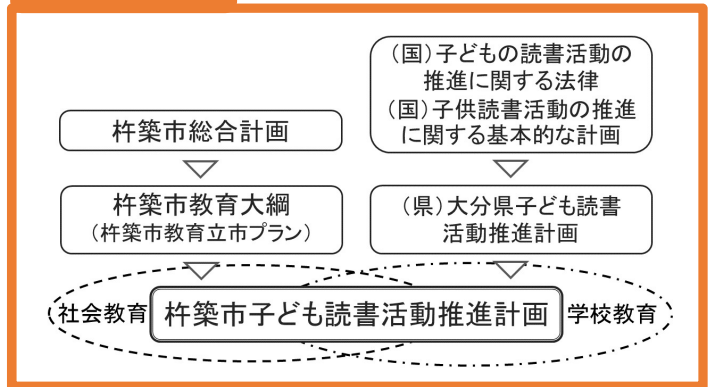 杵築市総合計画
杵築市教育大綱
(杵築市教育立市プラン)
(国)子どもの読書活動の
推進に関する法律
(国)子供読書活動の推進
に関する基本的な計画
(県)大分県子ども読書
活動推進計画
社会教育
杵築市子ども読書活動推進計画
学校教育